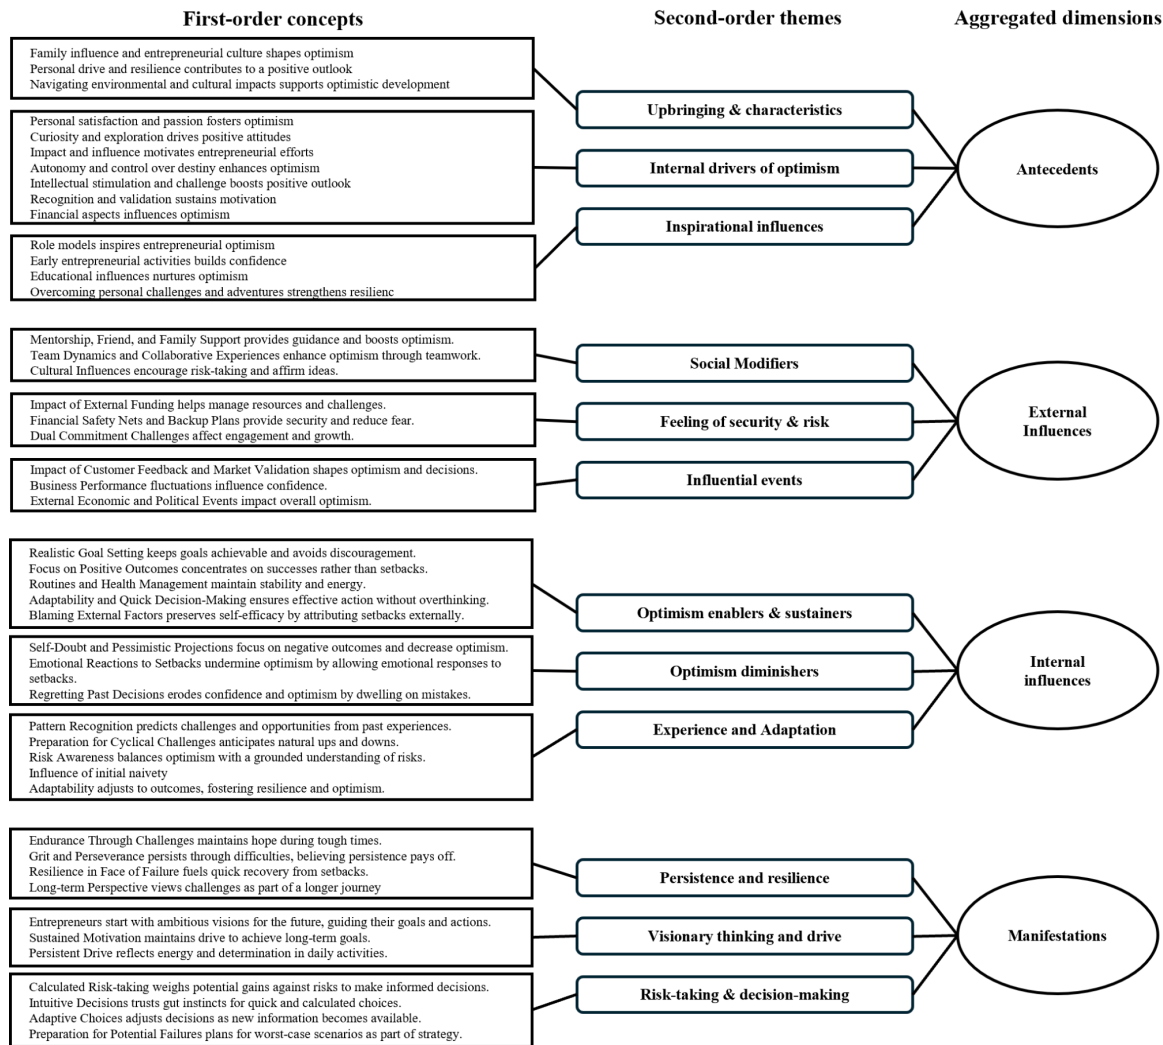 First-order concepts
Second-order themes
Aggregated dimensions
Family influence and entrepreneurial culture shapes optimism
Personal drive and resilience contributes to a positive outlook
Navigating environmental and cultural impacts supports optimistic development
Upbringing & characteristics
Personal satisfaction and passion fosters optimism
Curiosity and exploration drives positive attitudes
Impact and influence motivates entrepreneurial efforts
Autonomy and control over destiny enhances optimism
Intellectual stimulation and challenge boosts positive outlook
Recognition and validation sustains motivation
Financial aspects influences optimism
Internal drivers of optimism
Role models inspires entrepreneurial optimism
Early entrepreneurial activities builds confidence
Educational influences nurtures optimism
Overcoming personal challenges and adventures strengthens resilienc
Inspirational influences
Antecedents
Mentorship, Friend, and Family Support provides guidance and boosts optimism.
Team Dynamics and Collaborative Experiences enhance optimism through teamwork.
Cultural Influences encourage risk-taking and affirm ideas.
Social Modifiers
Impact of External Funding helps manage resources and challenges.
Financial Safety Nets and Backup Plans provide security and reduce fear.
Dual Commitment Challenges affect engagement and growth.
Feeling of security & risk
Impact of Customer Feedback and Market Validation shapes optimism and decisions.
Business Performance fluctuations influence confidence.
External Economic and Political Events impact overall optimism.
Influential events
External
Influences
Realistic Goal Setting keeps goals achievable and avoids discouragement.
Focus on Positive Outcomes concentrates on successes rather than setbacks.
Routines and Health Management maintain stability and energy.
Adaptability and Quick Decision-Making ensures effective action without overthinking.
Blaming External Factors preserves self-efficacy by attributing setbacks externally.
Optimism enablers & sustainers
Self-Doubt and Pessimistic Projections focus on negative outcomes and decrease optimism.
Emotional Reactions to Setbacks undermine optimism by allowing emotional responses to
setbacks.
Regretting Past Decisions erodes confidence and optimism by dwelling on mistakes.
Optimism diminishers
Pattern Recognition predicts challenges and opportunities from past experiences.
Preparation for Cyclical Challenges anticipates natural ups and downs.
Risk Awareness balances optimism with a grounded understanding of risks.
Influence of initial naivety
Adaptability adjusts to outcomes, fostering resilience and optimism.
Experience and Adaptation
Internal
influences
Endurance Through Challenges maintains hope during tough times.
Grit and Perseverance persists through difficulties, believing persistence pays off.
Resilience in Face of Failure fuels quick recovery from setbacks.
Long-term Perspective views challenges as part of a longer journey
Persistence and resilience
Entrepreneurs start with ambitious visions for the future, guiding their goals and actions.
Sustained Motivation maintains drive to achieve long-term goals.
Persistent Drive reflects energy and determination in daily activities.
Visionary thinking and drive
Calculated Risk-taking weighs potential gains against risks to make informed decisions.
Intuitive Decisions trusts gut instincts for quick and calculated choices.
Adaptive Choices adjusts decisions as new information becomes available.
Preparation for Potential Failures plans for worst-case scenarios as part of strategy.
Risk-taking & decision-making
Manifestations